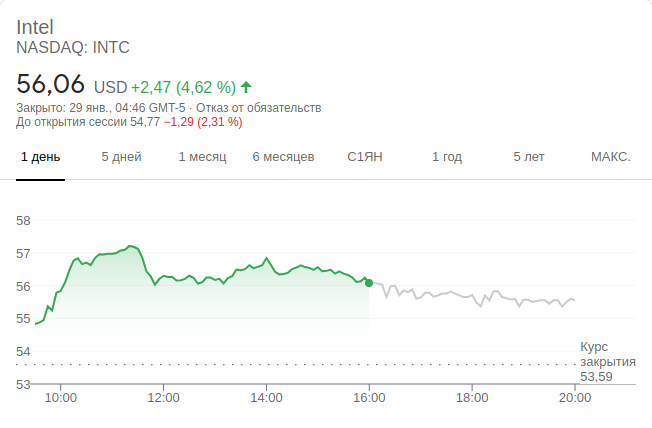 Intel
NASDAQ: INTC
56,06 USD +2,47 (4,62 %)
Закрыто: 29 янв., 04:46 GMT-5 · Отказ от обязательств
До открытия сессии 54,77 −1,29 (2,31 %)
1 день 5 дней 1 месяц 6 месяцев С1ЯН 1 год 5 лет МАКС.
58
57
56
55
54
Курс
закрытия
53,59
53
10:00 12:00 14:00 16:00 18:00 20:00